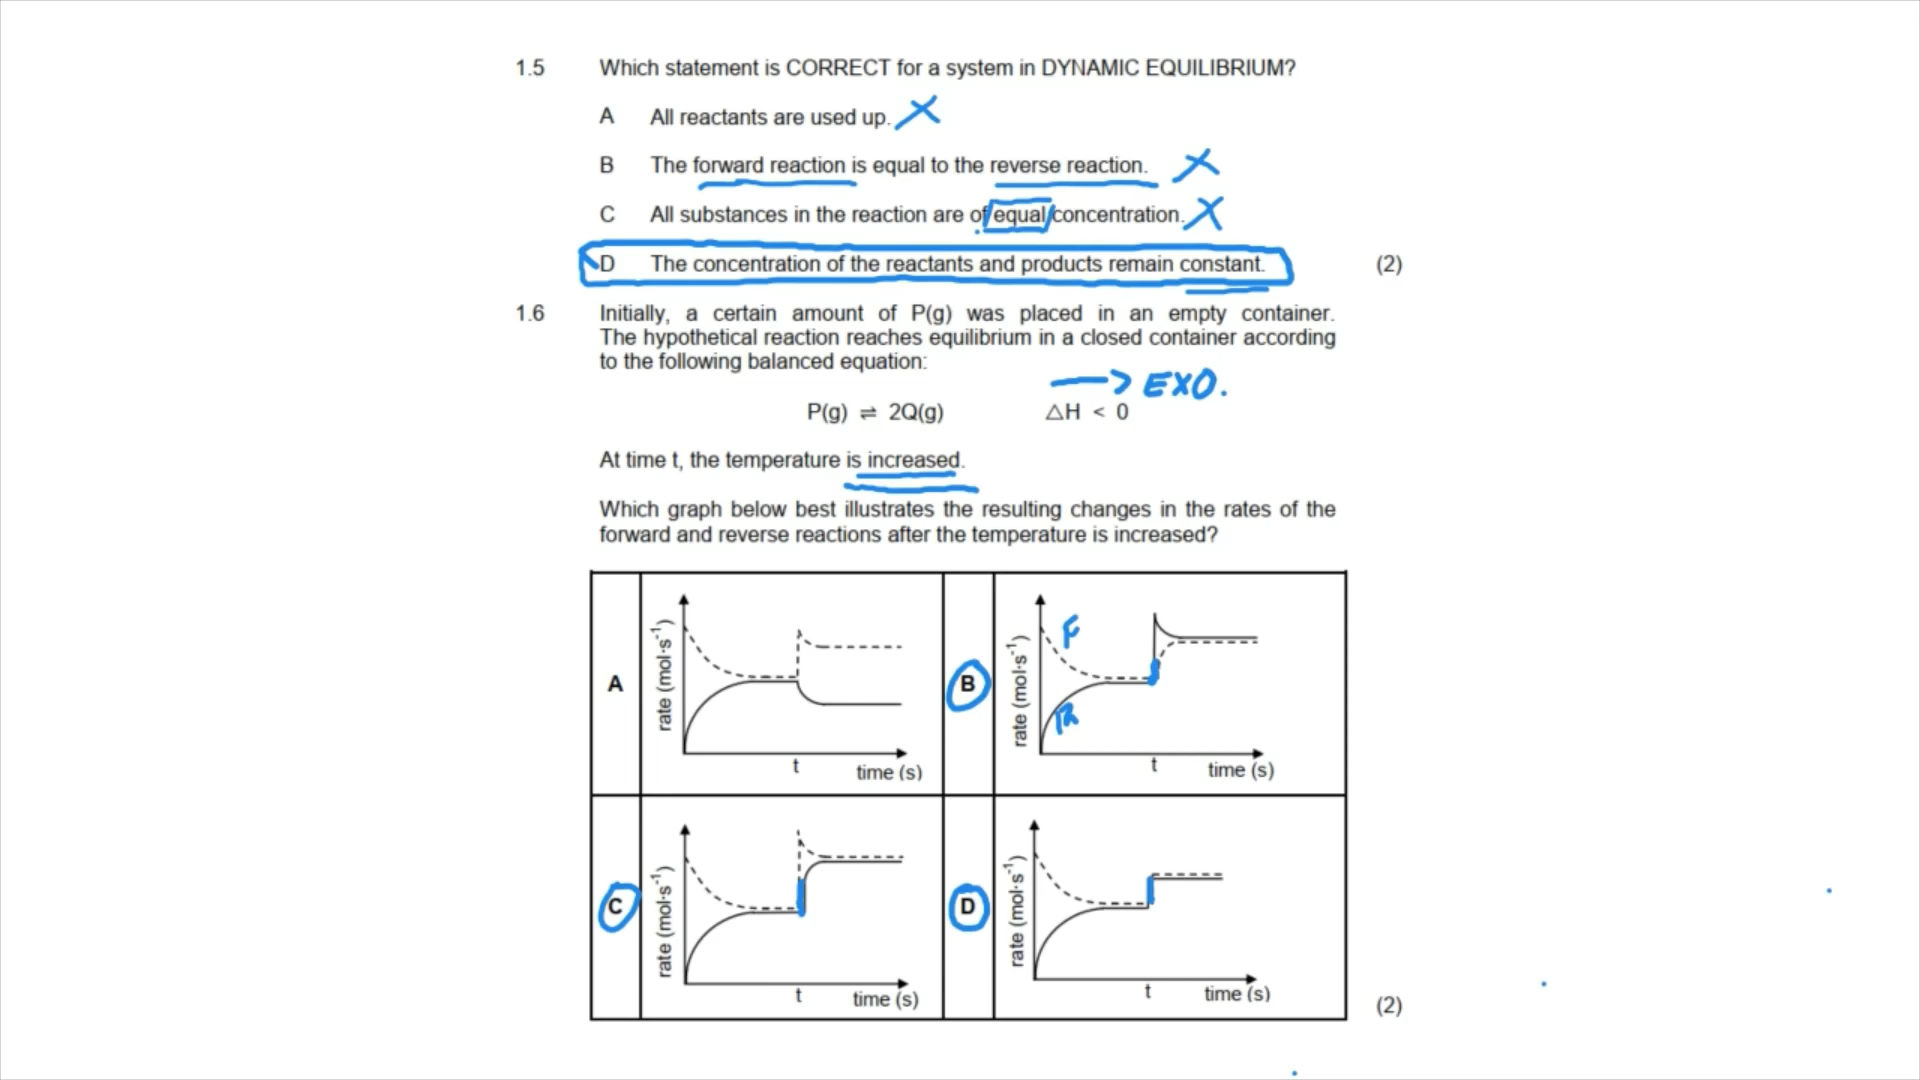 1.5 Which statement is CORRECT for a system in DYNAMIC EQUILIBRIUM?
A All reactants are used up.
B The forward reaction is equal to the reverse reaction.
C All substances in the reaction are of equal concentration.
D The concentration of the reactants and products remain constant. (2)
1.6 Initially, a certain amount of P(g) was placed in an empty container.
The hypothetical reaction reaches equilibrium in a closed container according
to the following balanced equation:
EXO.
P(g) ⇌ 2Q(g) △H < 0
At time t, the temperature is increased.
Which graph below best illustrates the resulting changes in the rates of the
forward and reverse reactions after the temperature is increased?
A
rate (mol·s⁻¹)
t time (s)
B
rate (mol·s⁻¹)
F
R
t time (s)
C
rate (mol·s⁻¹)
t time (s)
D
rate (mol·s⁻¹)
t time (s)
(2)